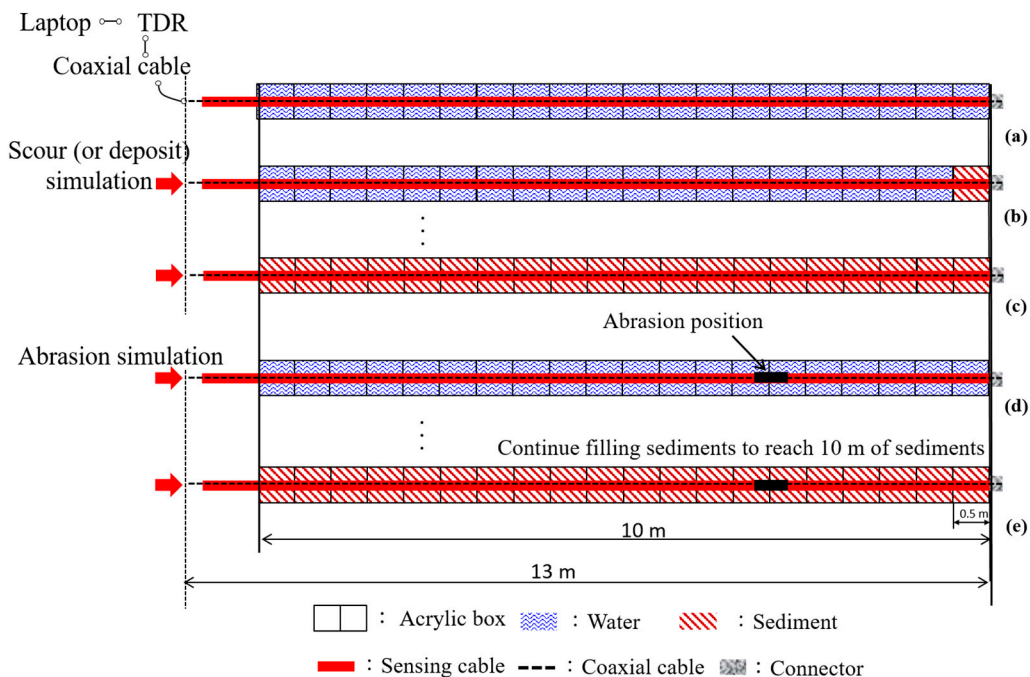 Laptop TDR
Coaxial cable
(a)
Scour (or deposit)
simulation
(b)
(c)
Abrasion position
Abrasion simulation
(d)
Continue filling sediments to reach 10 m of sediments
0.5 m
(e)
10 m
13 m
: Acrylic box : Water : Sediment
: Sensing cable : Coaxial cable : Connector